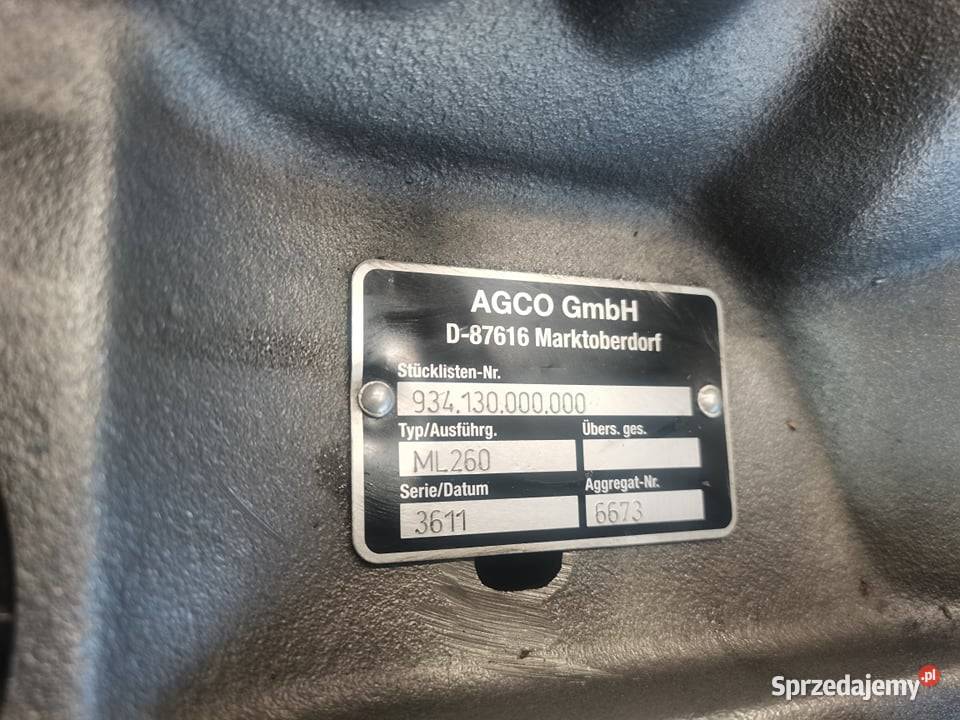 AGCO GmbH
D-87616 Marktoberdorf
Stücklisten-Nr.
934.130.000.000
Typ/Ausführg. Übers. ges.
ML260
Serie/Datum Aggregat-Nr.
3611 6673
Sprzedajemy.pl